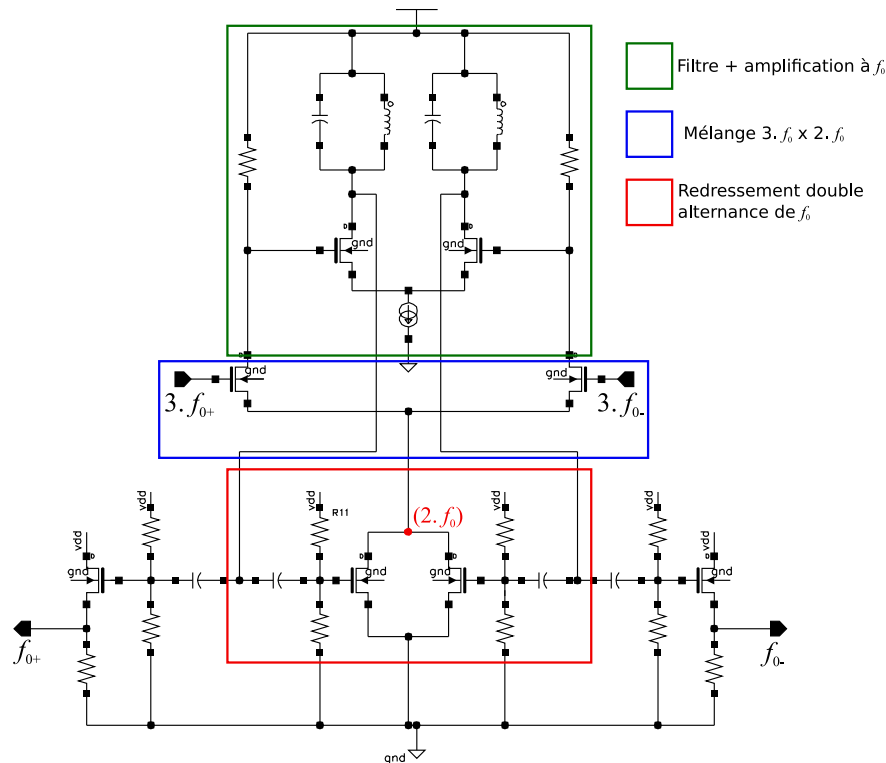 Filtre + amplification à f₀
Mélange 3. f₀ x 2. f₀
Redressement double
alternance de f₀
D
D
gnd
gnd
D
D
gnd
gnd
3. f₀₊
3. f₀₋
vdd
vdd
R11
(2. f₀)
vdd
vdd
vdd
vdd
D
D
D
D
gnd
gnd
gnd
gnd
f₀₊
f₀₋
gnd